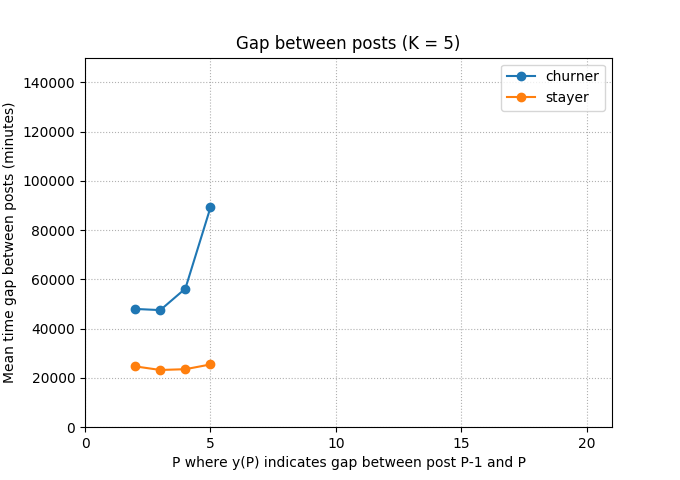 Gap between posts (K = 5)
churner
stayer
Mean time gap between posts (minutes)
140000
120000
100000
80000
60000
40000
20000
0
0 5 10 15 20
P where y(P) indicates gap between post P-1 and P